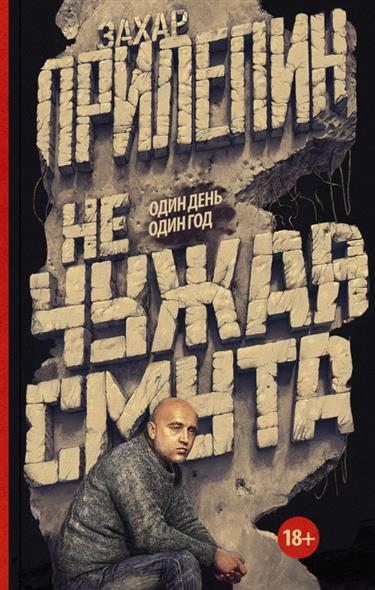 ЗАХАР
ПРИЛЕПИН
НЕ
ОДИН ДЕНЬ
ОДИН ГОД
ЧУЖАЯ
СМУТА
18+